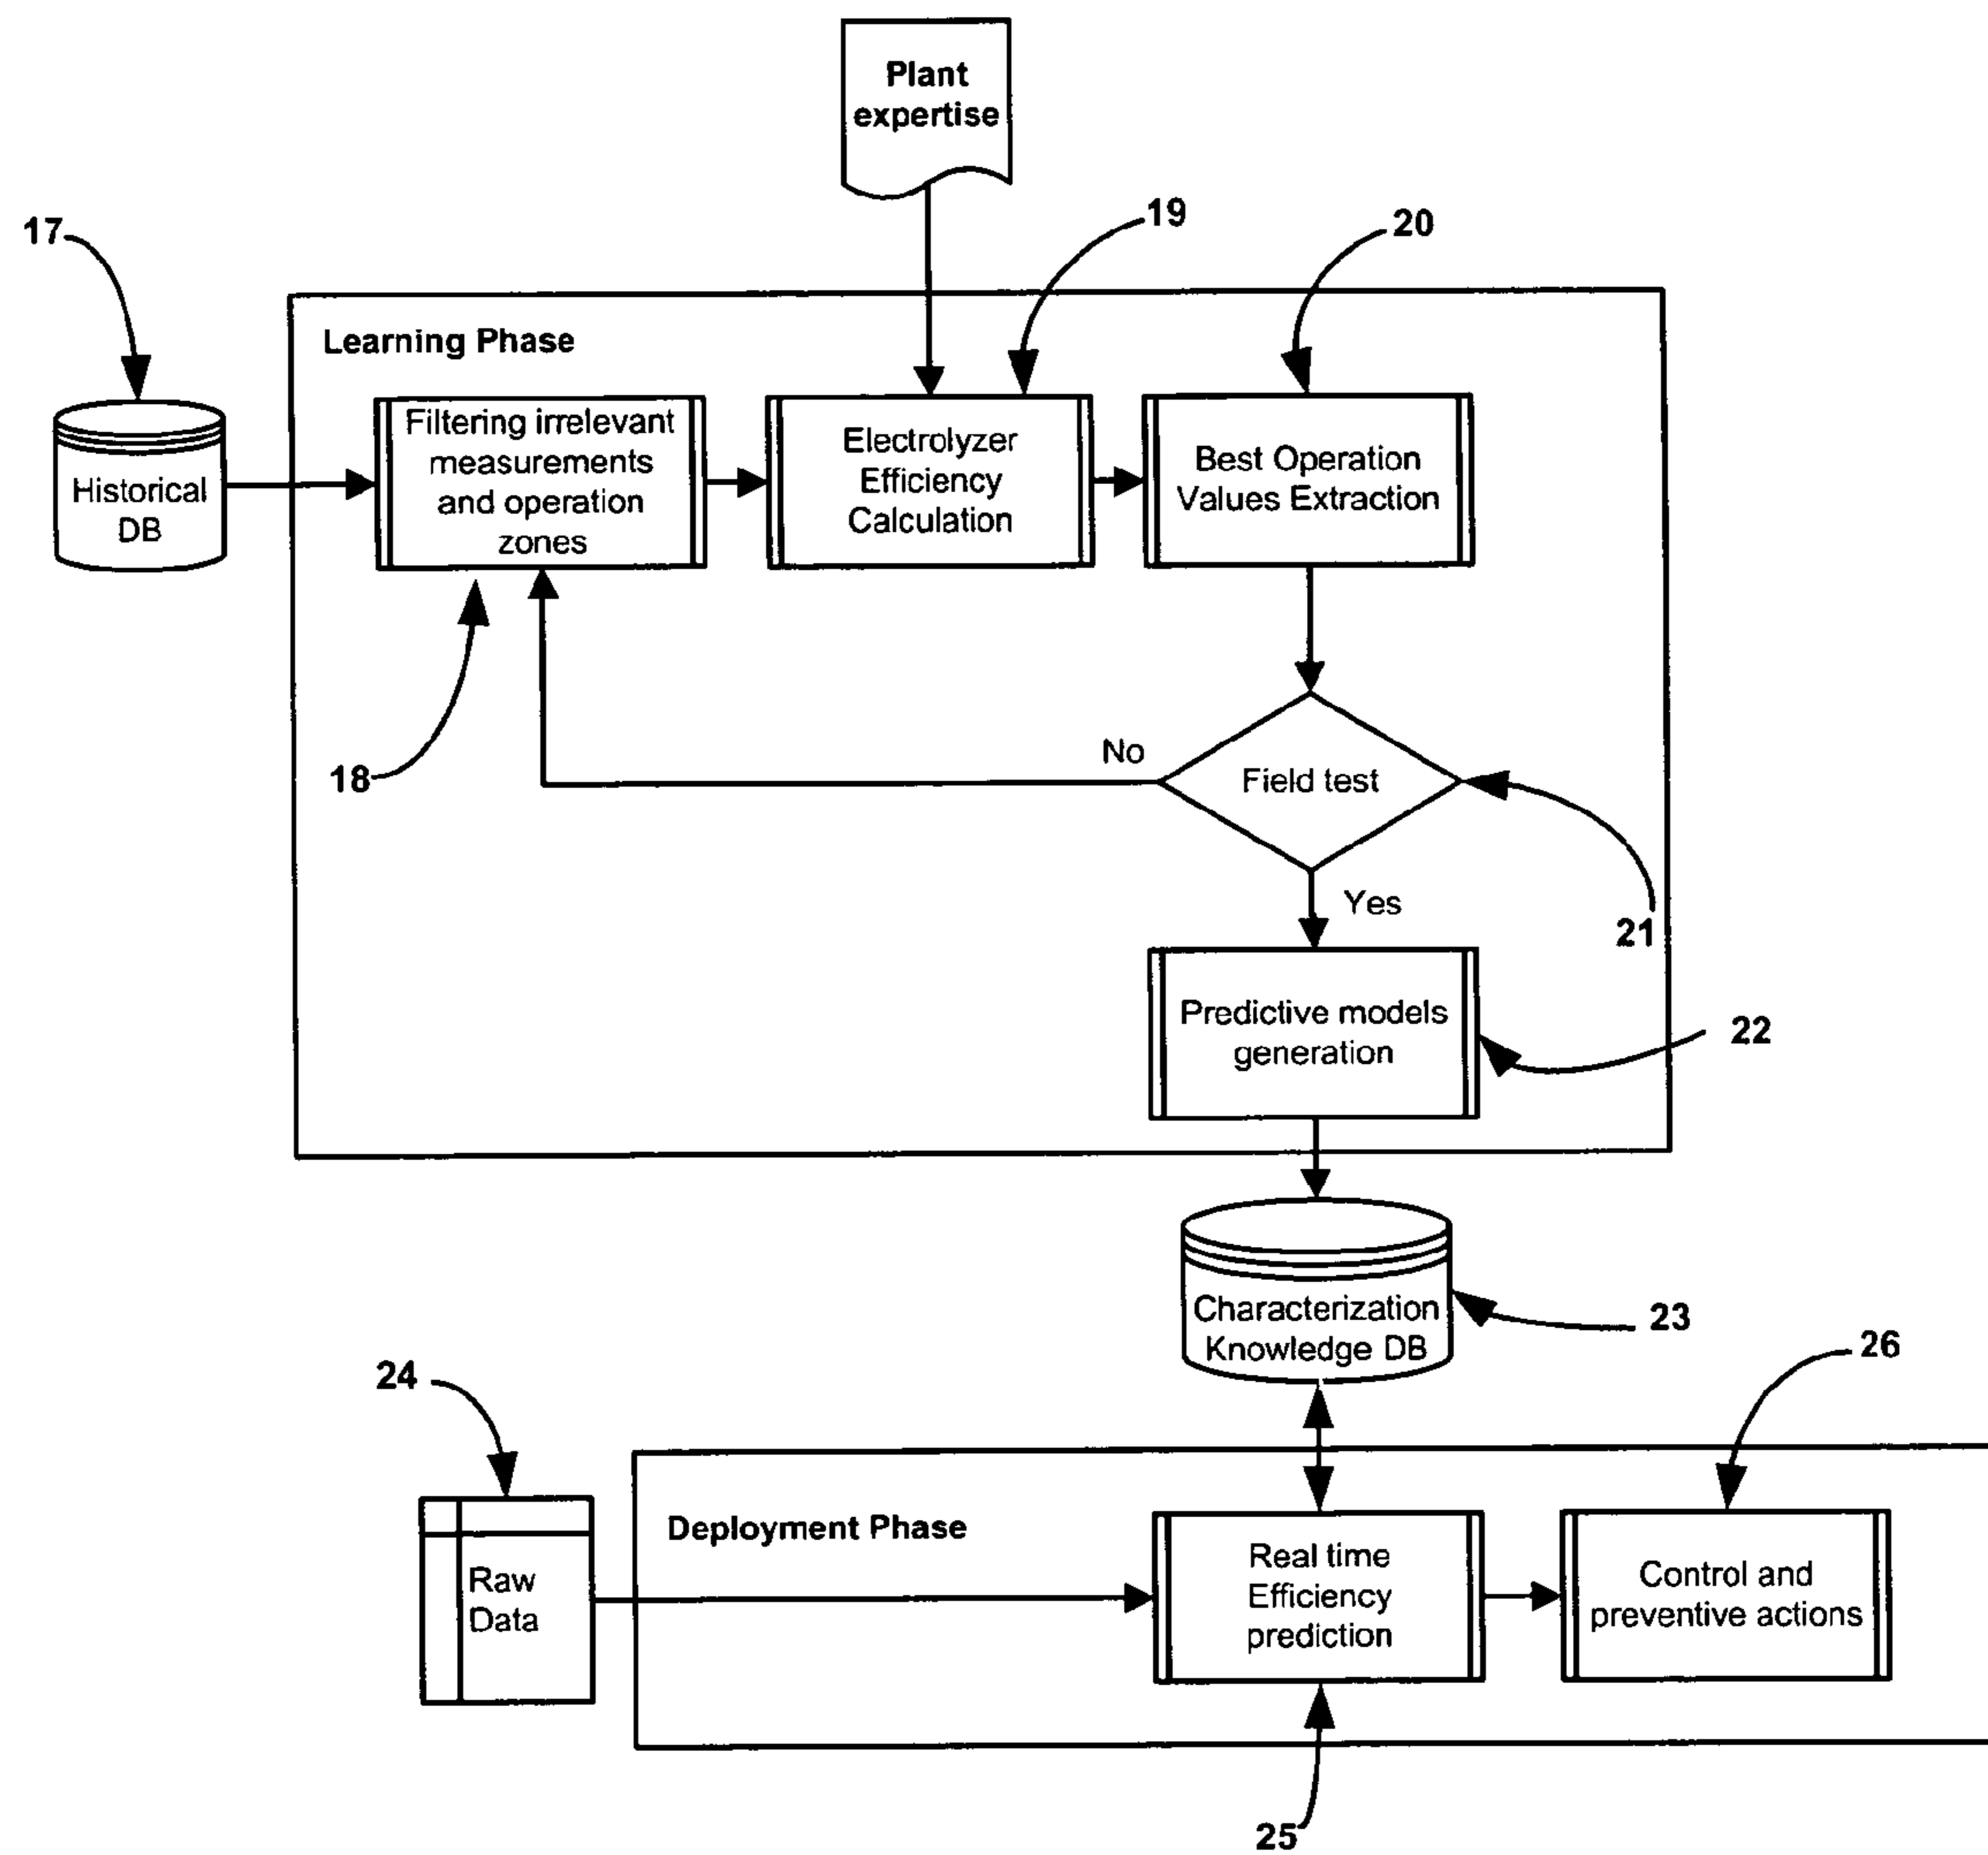 Plant
expertise
17
19
20
Learning Phase
Historical
DB
Filtering irrelevant
measurements
and operation
zones
Electrolyzer
Efficiency
Calculation
Best Operation
Values Extraction
18
No
Field test
Yes
21
Predictive models
generation
22
Characterization
Knowledge DB
23
24
26
Deployment Phase
Raw
Data
Real time
Efficiency
prediction
Control and
preventive actions
25